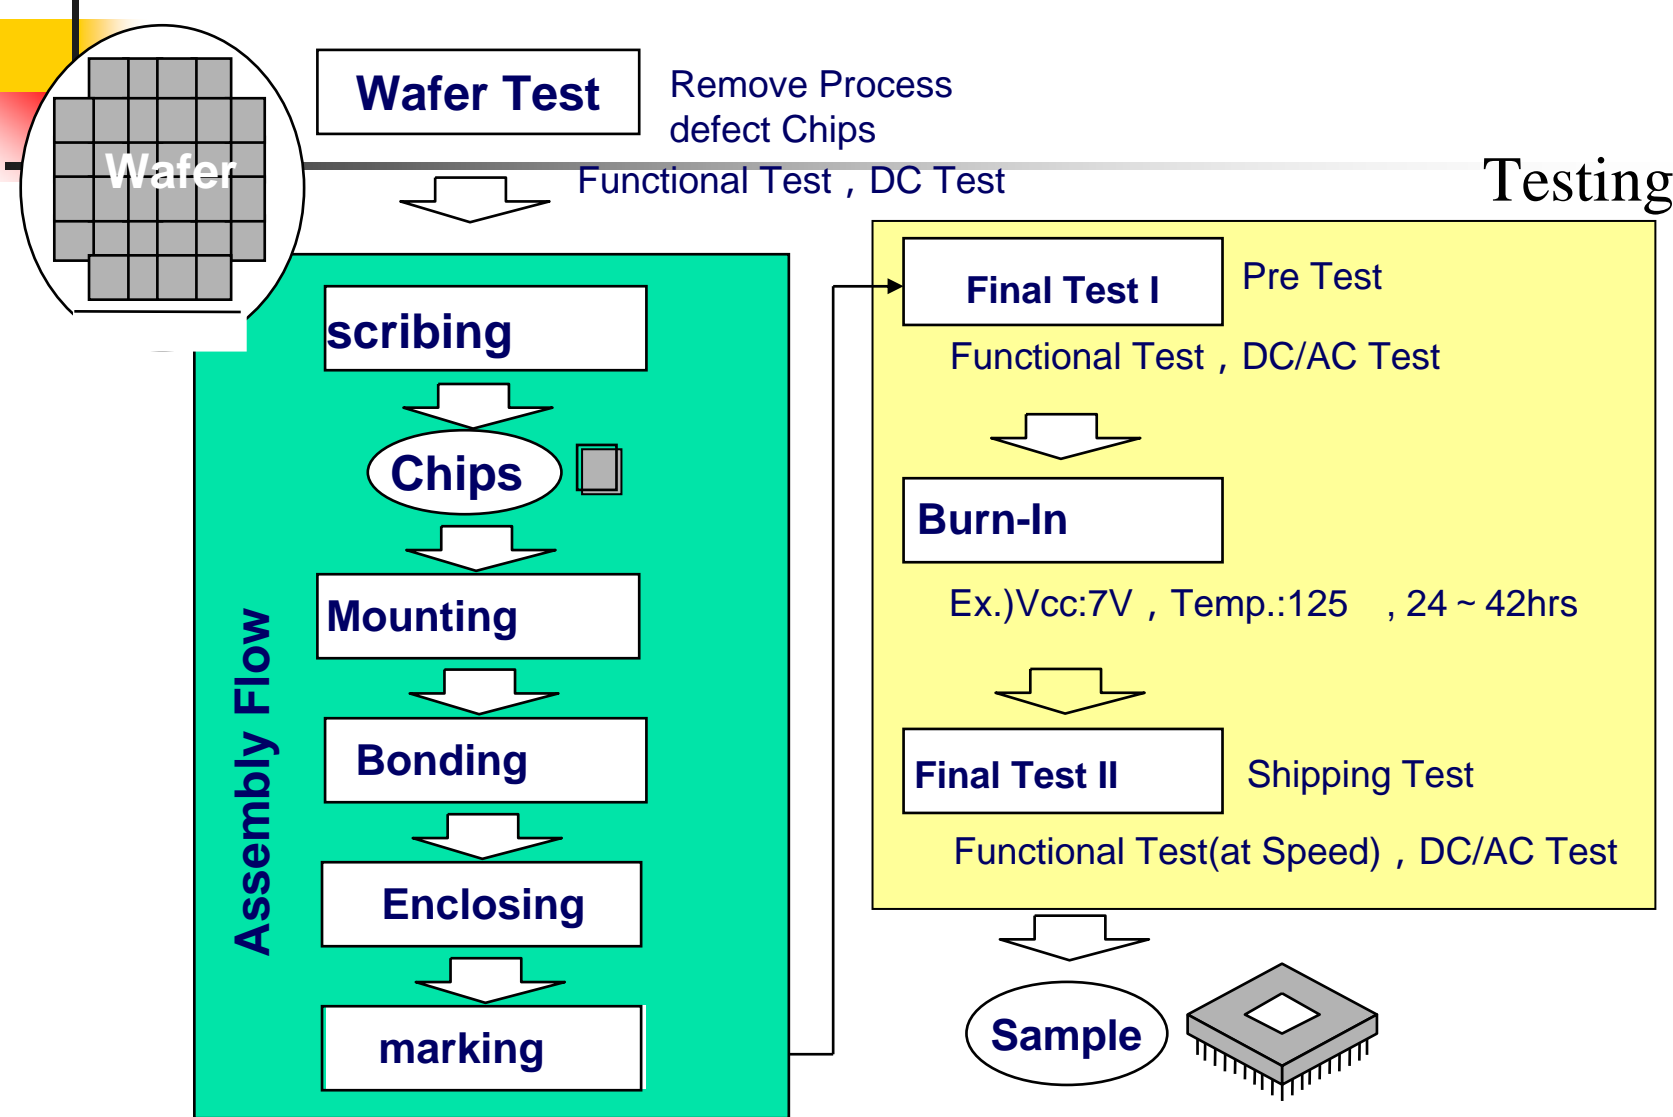 Wafer
Wafer Test
Remove Process
defect Chips
Functional Test , DC Test
Testing
Assembly Flow
scribing
Chips
Mounting
Bonding
Enclosing
marking
Final Test I
Pre Test
Functional Test , DC/AC Test
Burn-In
Ex.)Vcc:7V , Temp.:125   , 24 ~ 42hrs
Final Test II
Shipping Test
Functional Test(at Speed) , DC/AC Test
Sample